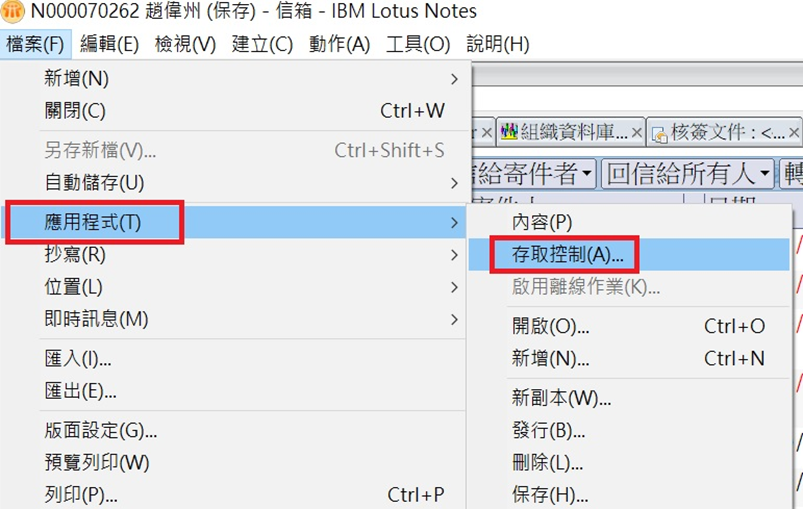 N000070262 趙偉州 (保存) - 信箱 - IBM Lotus Notes
檔案(F) 編輯(E) 檢視(V) 建立(C) 動作(A) 工具(O) 說明(H)
新增(N)
關閉(C) Ctrl+W
另存新檔(V)... Ctrl+Shift+S
自動儲存(U)
應用程式(T)
抄寫(R)
位置(L)
即時訊息(M)
匯入(I)...
匯出(E)...
版面設定(G)...
預覽列印(W)
列印(P)... Ctrl+P
組織資料庫... 核簽文件 : <...
信給寄件者 回信給所有人 轉
內容(P)
存取控制(A)...
啟用離線作業(K)...
開啟(O)... Ctrl+O
新增(N)... Ctrl+N
新副本(W)...
發行(B)...
刪除(L)...
保存(H)...